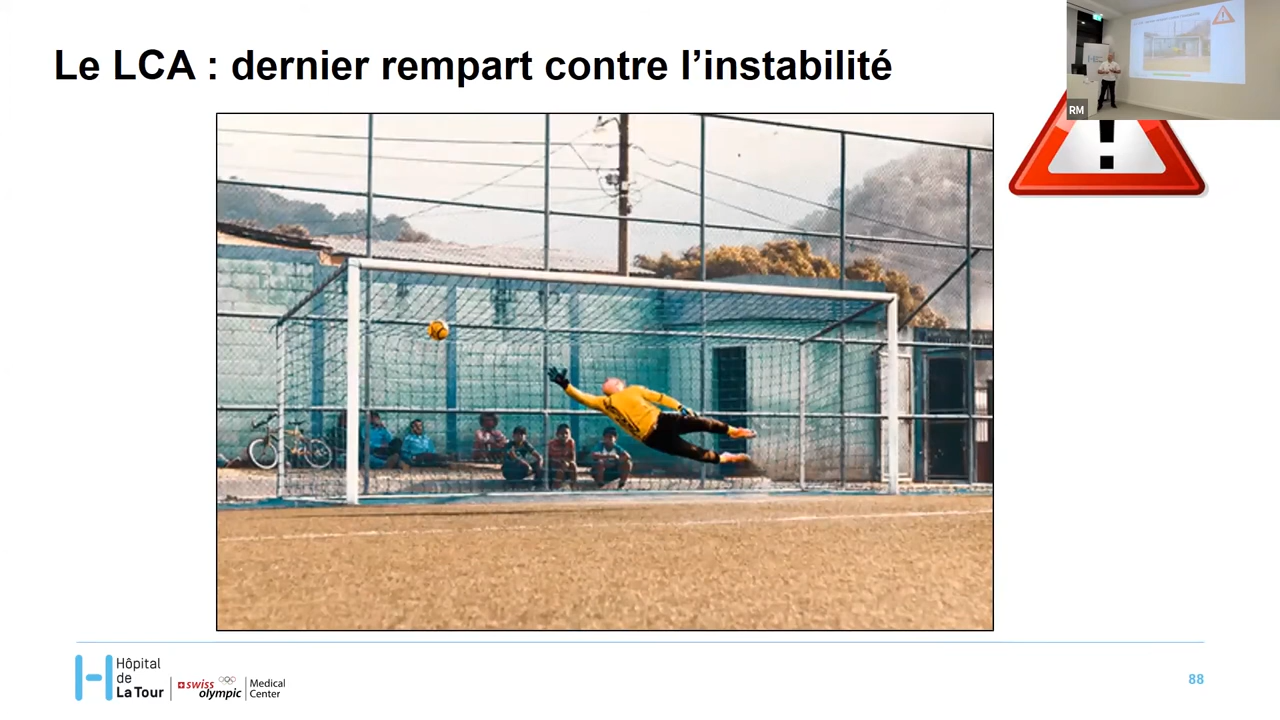 Le LCA : dernier rempart contre l’instabilité
RM
Hôpital
de
La Tour
swiss
olympic
Medical
Center
88